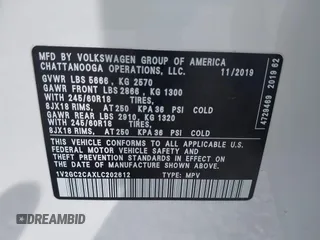 MFD BY VOLKSWAGEN GROUP OF AMERICA
CHATTANOOGA OPERATIONS, LLC. 11/2019
GVWR LBS 5666 , KG 2570
GAWR FRONT LBS 2866 , KG 1300
WITH 245/60R18 TIRES,
8JX18 RIMS, AT 250 KPA 36 PSI COLD
GAWR REAR LBS 2910, KG 1320
WITH 245/60R18 TIRES,
8JX18 RIMS, AT 250 KPA 36 PSI COLD
THIS VEHICLE CONFORMS TO ALL APPLICABLE U.S.
FEDERAL MOTOR VEHICLE SAFETY STANDARDS IN
EFFECT ON THE DATE OF MANUFACTURE SHOWN ABOVE
1V2GC2CAXLC202612 TYPE: MPV
4729469 2019 62
DREAMBID